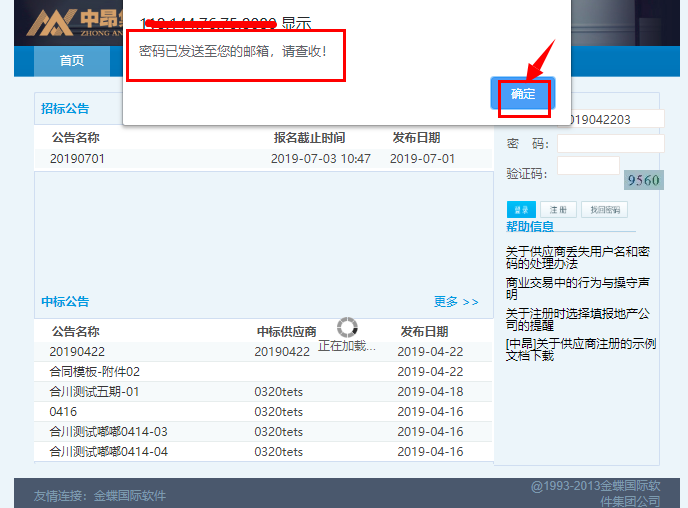 中昂
ZHONG AN
显示
密码已发送至您的邮箱，请查收!
确定
首页
招标公告
公告名称 报名截止时间 发布日期
20190701 2019-07-03 10:47 2019-07-01
中标公告 更多 >>
公告名称 中标供应商 发布日期
正在加载...
20190422 20190422 2019-04-22
合同模板-附件02 2019-04-22
合川测试五期-01 0320tets 2019-04-18
0416 0320tets 2019-04-16
合川测试嘟嘟0414-03 0320tets 2019-04-16
合川测试嘟嘟0414-04 0320tets 2019-04-16
2019042203
密 码：
验证码：
9560
登录 注册 找回密码
帮助信息
关于供应商丢失用户名和密
码的处理办法
商业交易中的行为与操守声
明
关于注册时选择填报地产公
司的提醒
[中昂]关于供应商注册的示例
文档下载
友情连接：金蝶国际软件
@1993-2013金蝶国际软
件集团公司